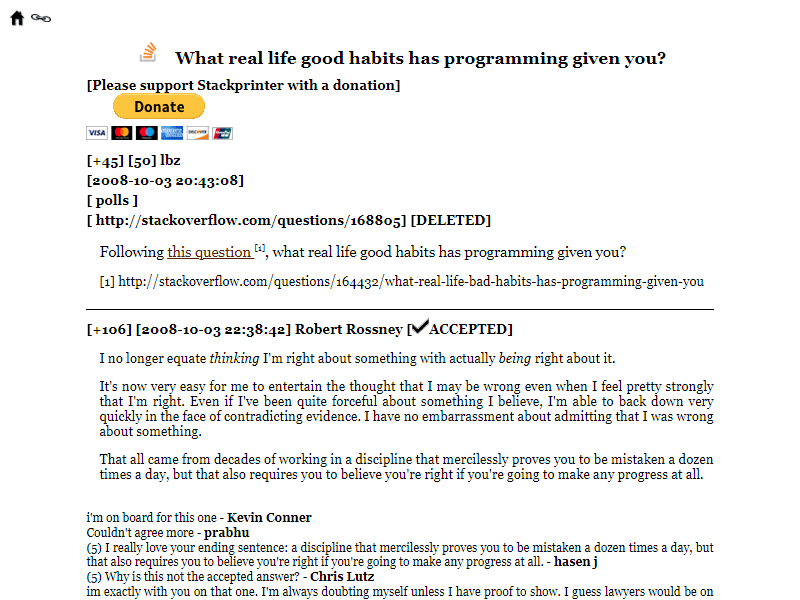 What real life good habits has programming given you?
[Please support Stackprinter with a donation]
Donate
VISA
DISCOVER
[+45] [50] lbz
[2008-10-03 20:43:08]
[ polls ]
[ http://stackoverflow.com/questions/168805] [DELETED]
Following this question [1], what real life good habits has programming given you?
[1] http://stackoverflow.com/questions/164432/what-real-life-bad-habits-has-programming-given-you
[+106] [2008-10-03 22:38:42] Robert Rossney [ACCEPTED]
I no longer equate thinking I'm right about something with actually being right about it.
It's now very easy for me to entertain the thought that I may be wrong even when I feel pretty strongly
that I'm right. Even if I've been quite forceful about something I believe, I'm able to back down very
quickly in the face of contradicting evidence. I have no embarrassment about admitting that I was wrong
about something.
That all came from decades of working in a discipline that mercilessly proves you to be mistaken a dozen
times a day, but that also requires you to believe you're right if you're going to make any progress at all.
i'm on board for this one - Kevin Conner
Couldn't agree more - prabhu
(5) I really love your ending sentence: a discipline that mercilessly proves you to be mistaken a dozen times a day, but
that also requires you to believe you're right if you're going to make any progress at all. - hasen j
(5) Why is this not the accepted answer? - Chris Lutz
im exactly with you on that one. I'm always doubting myself unless I have proof to show. I guess lawyers would be on